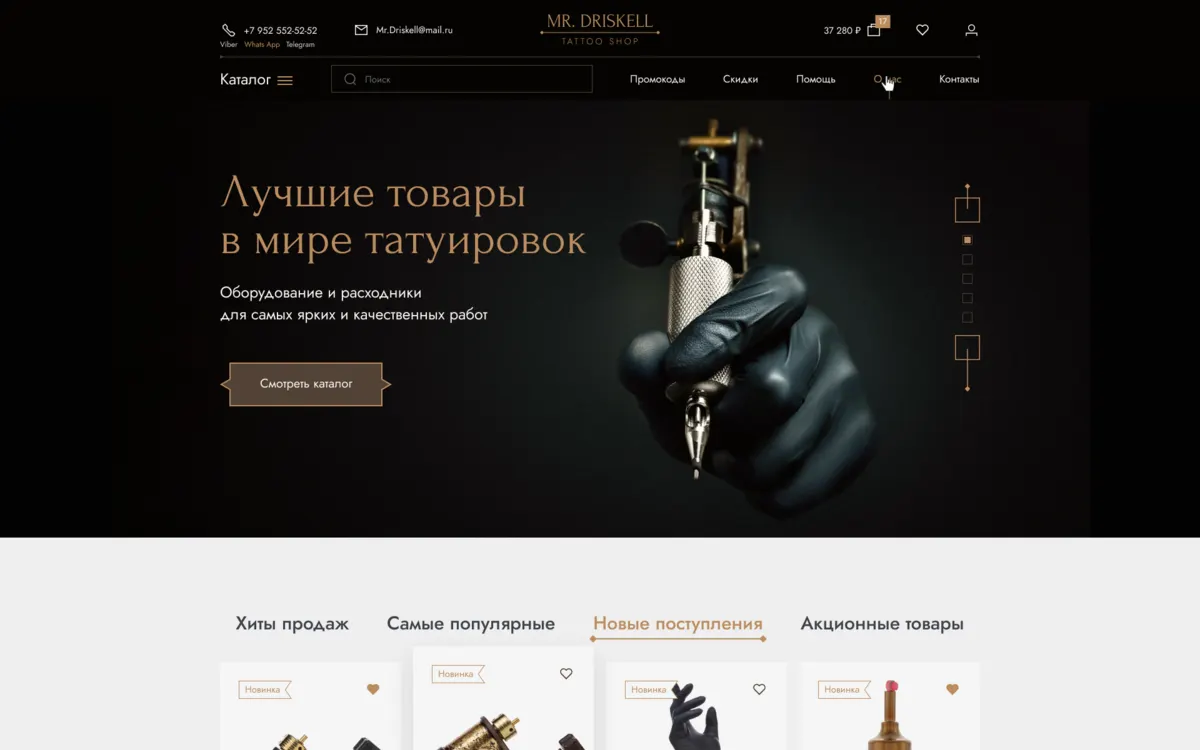 +7 952 552-52-52
Viber Whats App Telegram
Mr.Driskell@mail.ru
MR. DRISKELL
TATTOO SHOP
37 280 ₽
17
Каталог
Поиск
Промокоды
Скидки
Помощь
О нас
Контакты
Лучшие товары
в мире татуировок
Оборудование и расходники
для самых ярких и качественных работ
Смотреть каталог
Хиты продаж
Самые популярные
Новые поступления
Акционные товары
Новинка
Новинка
Новинка
Новинка